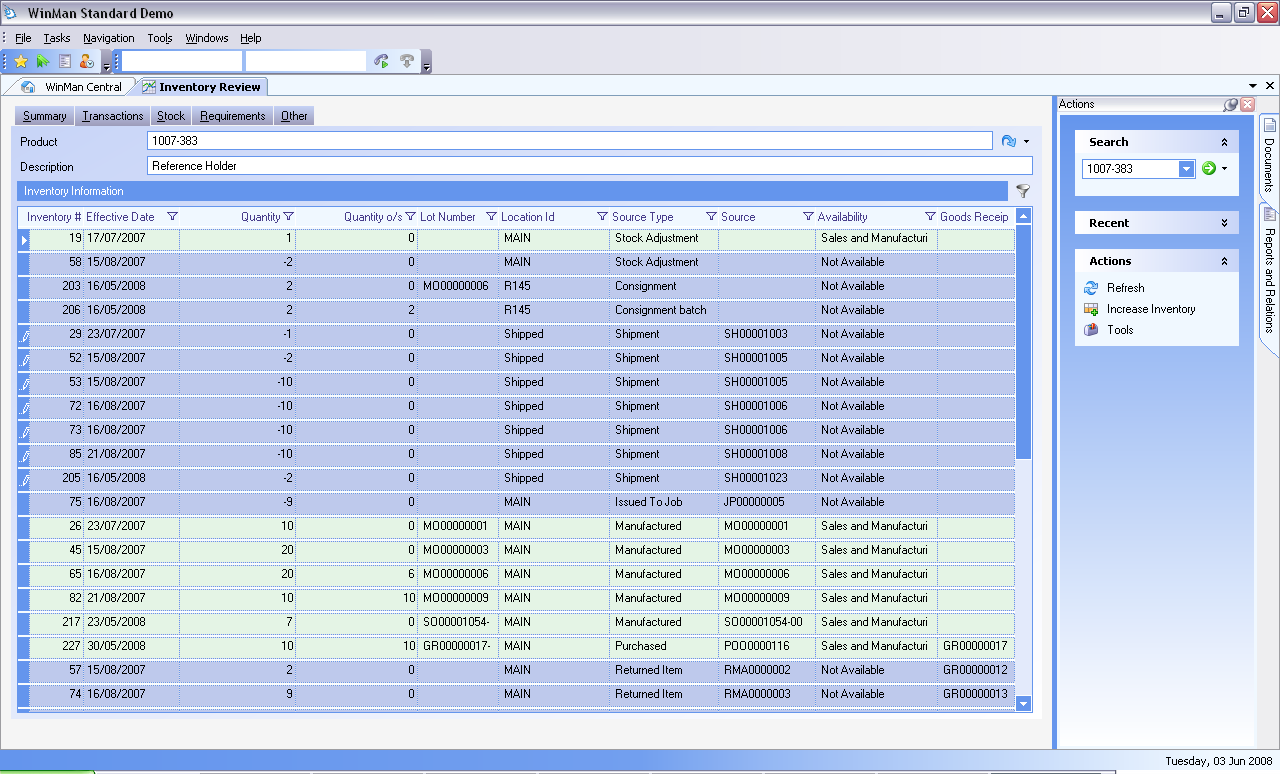 WinMan Standard Demo
File Tasks Navigation Tools Windows Help
WinMan Central Inventory Review
Summary Transactions Stock Requirements Other
Product 1007-383
Description Reference Holder
Inventory Information
Inventory # Effective Date Quantity Quantity o/s Lot Number Location Id Source Type Source Availability Goods Receip
19 17/07/2007 1 0 MAIN Stock Adjustment Sales and Manufacturi
58 15/08/2007 -2 0 MAIN Stock Adjustment Not Available
203 16/05/2008 2 0 MO00000006 R145 Consignment Not Available
206 16/05/2008 2 2 R145 Consignment batch Not Available
29 23/07/2007 -1 0 Shipped Shipment SH00001003 Not Available
52 15/08/2007 -2 0 Shipped Shipment SH00001005 Not Available
53 15/08/2007 -10 0 Shipped Shipment SH00001005 Not Available
72 16/08/2007 -10 0 Shipped Shipment SH00001006 Not Available
73 16/08/2007 -10 0 Shipped Shipment SH00001006 Not Available
85 21/08/2007 -10 0 Shipped Shipment SH00001008 Not Available
205 16/05/2008 -2 0 Shipped Shipment SH00001023 Not Available
75 16/08/2007 -9 0 MAIN Issued To Job JP00000005 Not Available
26 23/07/2007 10 0 MO00000001 MAIN Manufactured MO00000001 Sales and Manufacturi
45 15/08/2007 20 0 MO00000003 MAIN Manufactured MO00000003 Sales and Manufacturi
65 16/08/2007 20 6 MO00000006 MAIN Manufactured MO00000006 Sales and Manufacturi
82 21/08/2007 10 10 MO00000009 MAIN Manufactured MO00000009 Sales and Manufacturi
217 23/05/2008 7 0 SO00001054- MAIN Manufactured SO00001054-00 Sales and Manufacturi
227 30/05/2008 10 10 GR00000017- MAIN Purchased PO00000116 Sales and Manufacturi GR00000017
57 15/08/2007 2 0 MAIN Returned Item RMA0000002 Not Available GR00000012
74 16/08/2007 9 0 MAIN Returned Item RMA0000003 Not Available GR00000013
Actions
Search
1007-383
Recent
Actions
Refresh
Increase Inventory
Tools
Documents
Reports and Relations
Tuesday, 03 Jun 2008